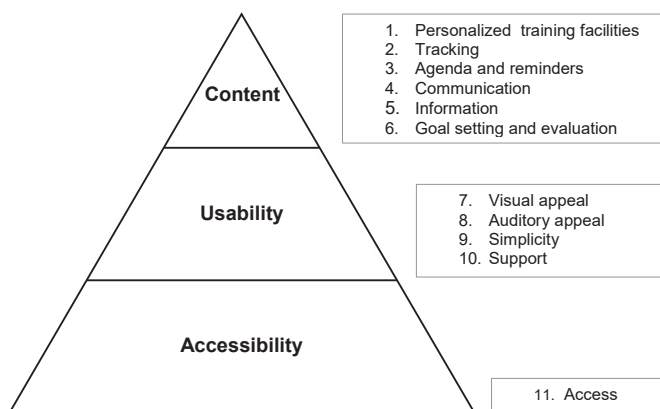 Content
1. Personalized training facilities
2. Tracking
3. Agenda and reminders
4. Communication
5. Information
6. Goal setting and evaluation
Usability
7. Visual appeal
8. Auditory appeal
9. Simplicity
10. Support
Accessibility
11. Access